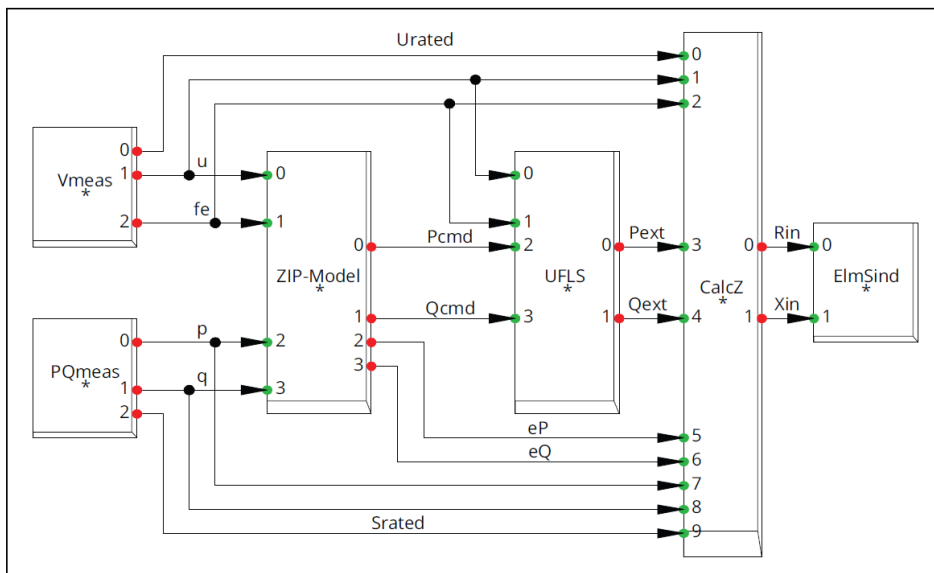 Urated
0
1
2
0
u
0
0
1
Vmeas
*
2
fe
1
1
0
Pcmd
2
0
Pext
3
0
Rin
0
ZIP-Model
*
UFLS
*
CalcZ
*
ElmSind
*
1
Qcmd
3
1
Qext
4
1
Xin
1
0
p
2
2
PQmeas
*
3
1
q
3
2
eP
5
eQ
6
7
8
Srated
9